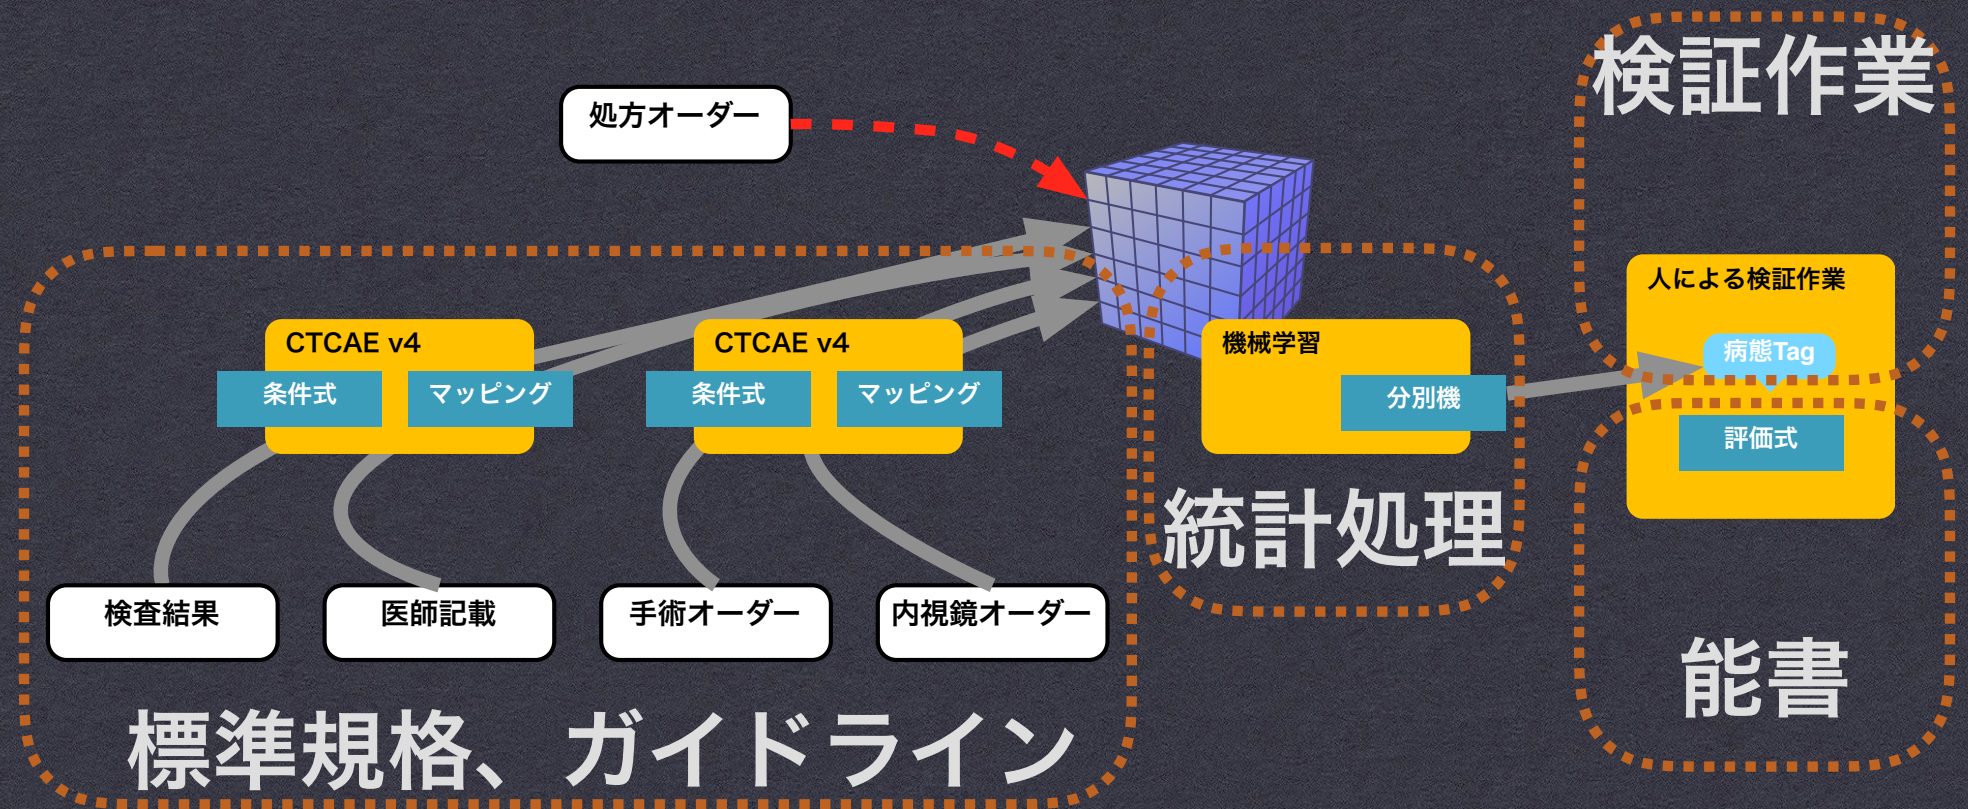 検証作業
処方オーダー
人による検証作業
病態Tag
評価式
CTCAE v4
条件式
マッピング
CTCAE v4
条件式
マッピング
機械学習
分別機
統計処理
検査結果
医師記載
手術オーダー
内視鏡オーダー
能書
標準規格、ガイドライン